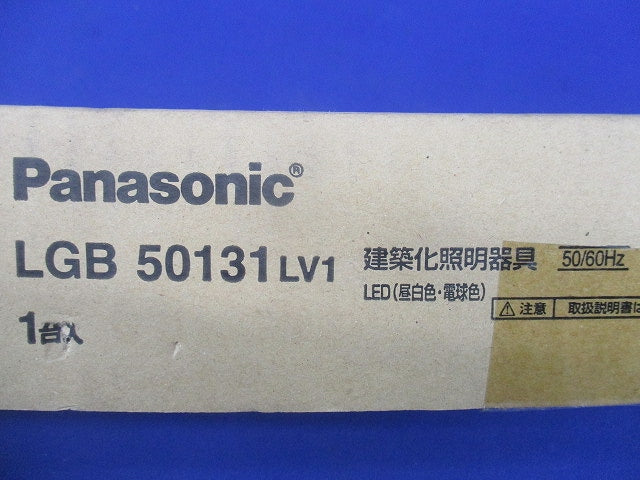 Panasonic®
LGB 50131 LV1
建築化照明器具 50/60Hz
LED(昼白色・電球色)
⚠注意 取扱説明書は
1台入